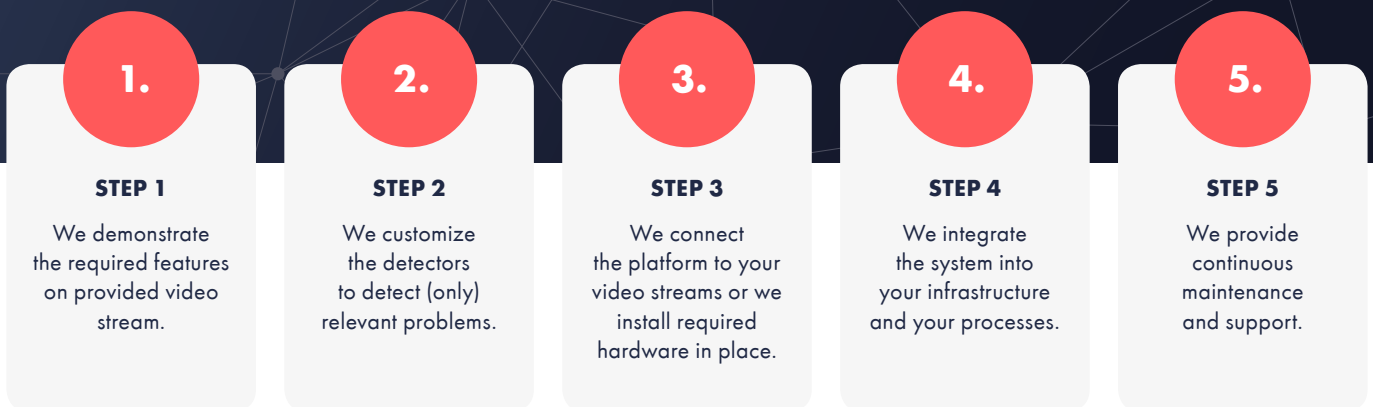 1.
STEP 1
We demonstrate
the required features
on provided video
stream.
2.
STEP 2
We customize
the detectors
to detect (only)
relevant problems.
3.
STEP 3
We connect
the platform to your
video streams or we
install required
hardware in place.
4.
STEP 4
We integrate
the system into
your infrastructure
and your processes.
5.
STEP 5
We provide
continuous
maintenance
and support.